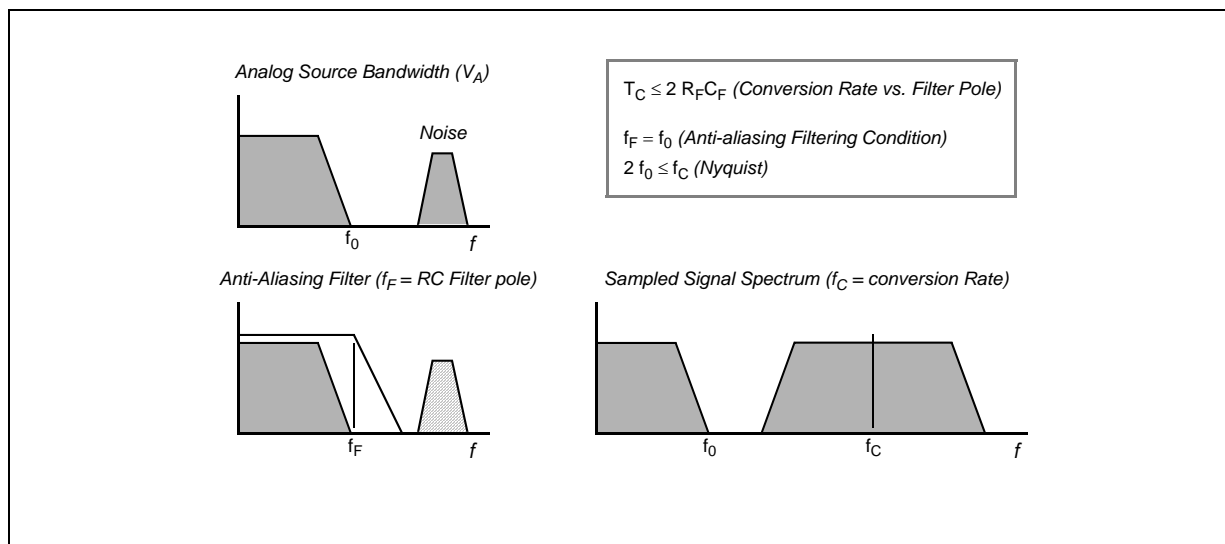 Analog Source Bandwidth (V_A)
Noise
f_0
f
T_C ≤ 2 R_F C_F (Conversion Rate vs. Filter Pole)
f_F = f_0 (Anti-aliasing Filtering Condition)
2 f_0 ≤ f_C (Nyquist)
Anti-Aliasing Filter (f_F = RC Filter pole)
f_F
f
Sampled Signal Spectrum (f_C = conversion Rate)
f_0
f_C
f